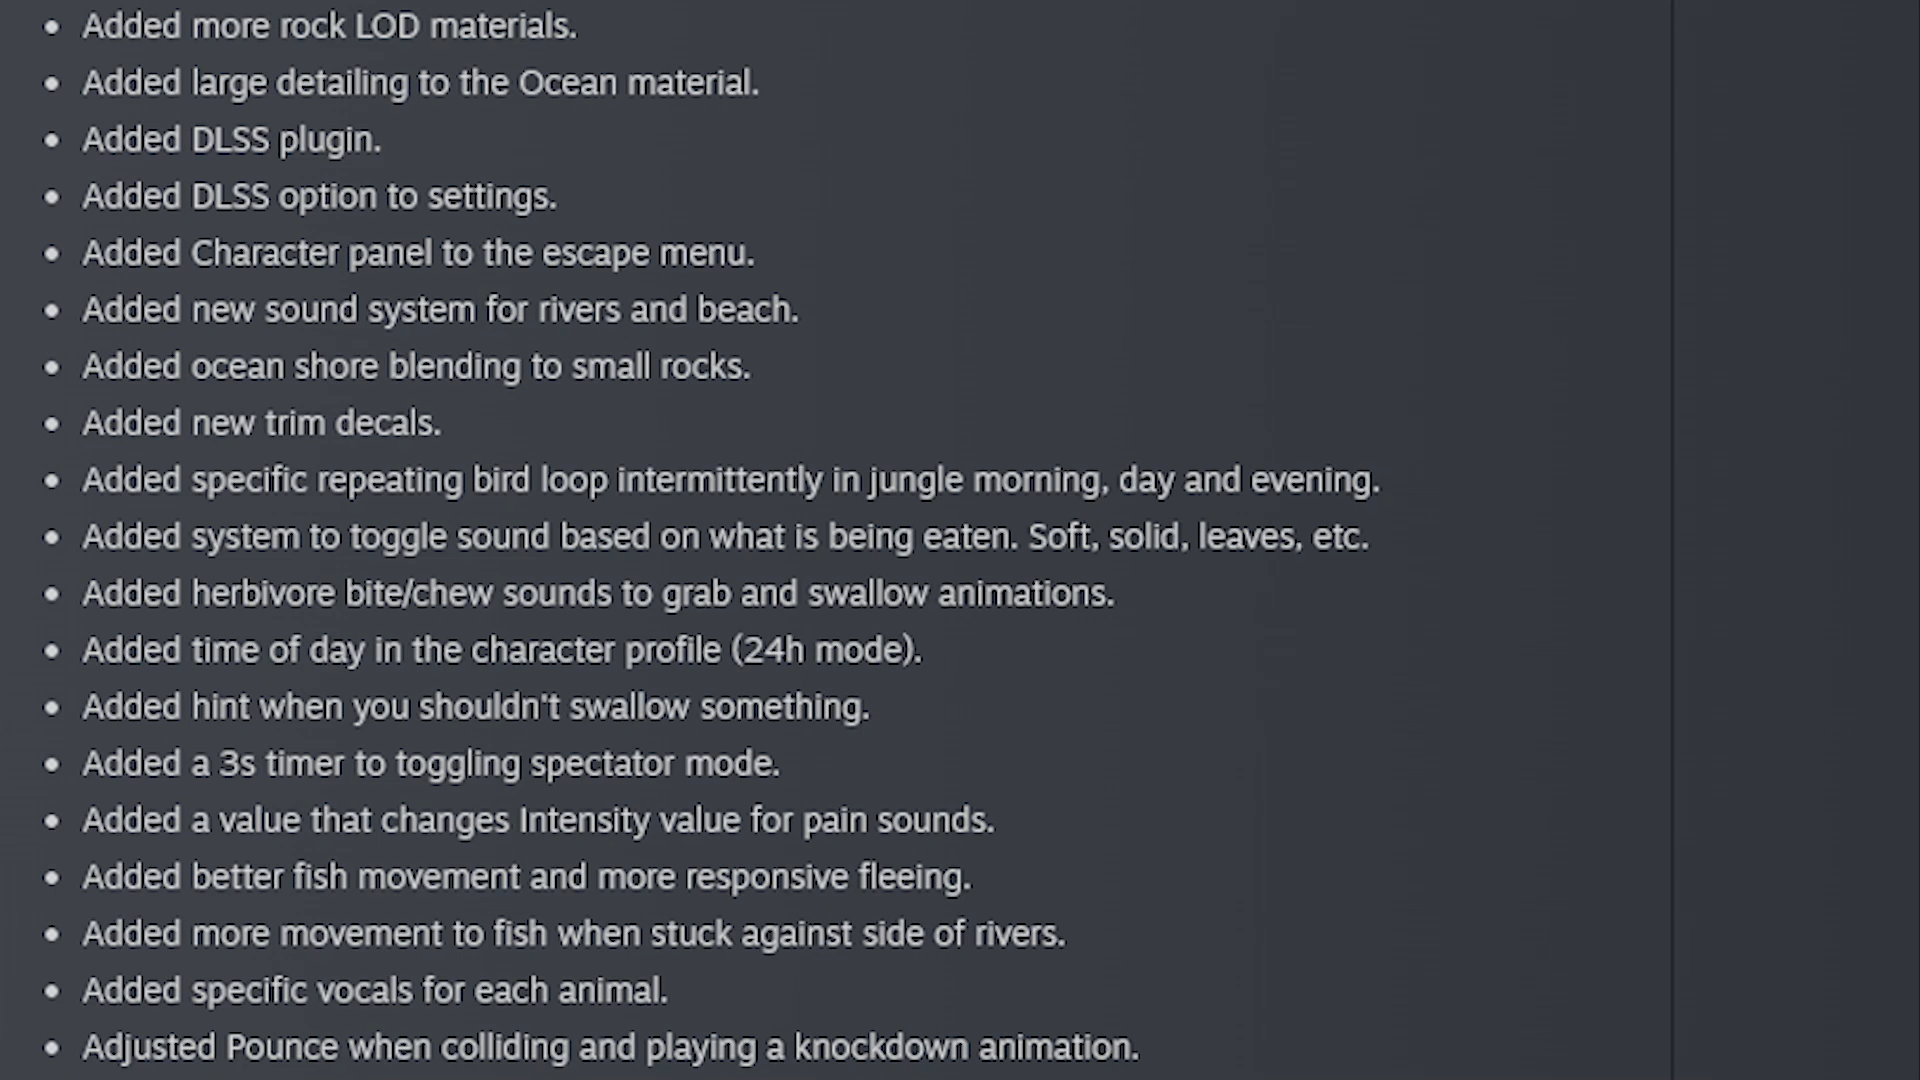 • Added more rock LOD materials.
• Added large detailing to the Ocean material.
• Added DLSS plugin.
• Added DLSS option to settings.
• Added Character panel to the escape menu.
• Added new sound system for rivers and beach.
• Added ocean shore blending to small rocks.
• Added new trim decals.
• Added specific repeating bird loop intermittently in jungle morning, day and evening.
• Added system to toggle sound based on what is being eaten. Soft, solid, leaves, etc.
• Added herbivore bite/chew sounds to grab and swallow animations.
• Added time of day in the character profile (24h mode).
• Added hint when you shouldn't swallow something.
• Added a 3s timer to toggling spectator mode.
• Added a value that changes Intensity value for pain sounds.
• Added better fish movement and more responsive fleeing.
• Added more movement to fish when stuck against side of rivers.
• Added specific vocals for each animal.
• Adjusted Pounce when colliding and playing a knockdown animation.